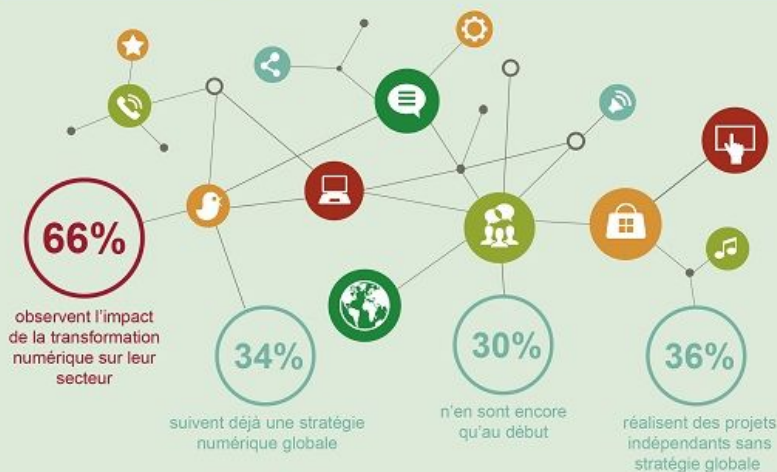 66%
observent l'impact
de la transformation
numérique sur leur
secteur
34%
suivent déjà une stratégie
numérique globale
30%
n'en sont encore
qu'au début
36%
réalisent des projets
indépendants sans
stratégie globale